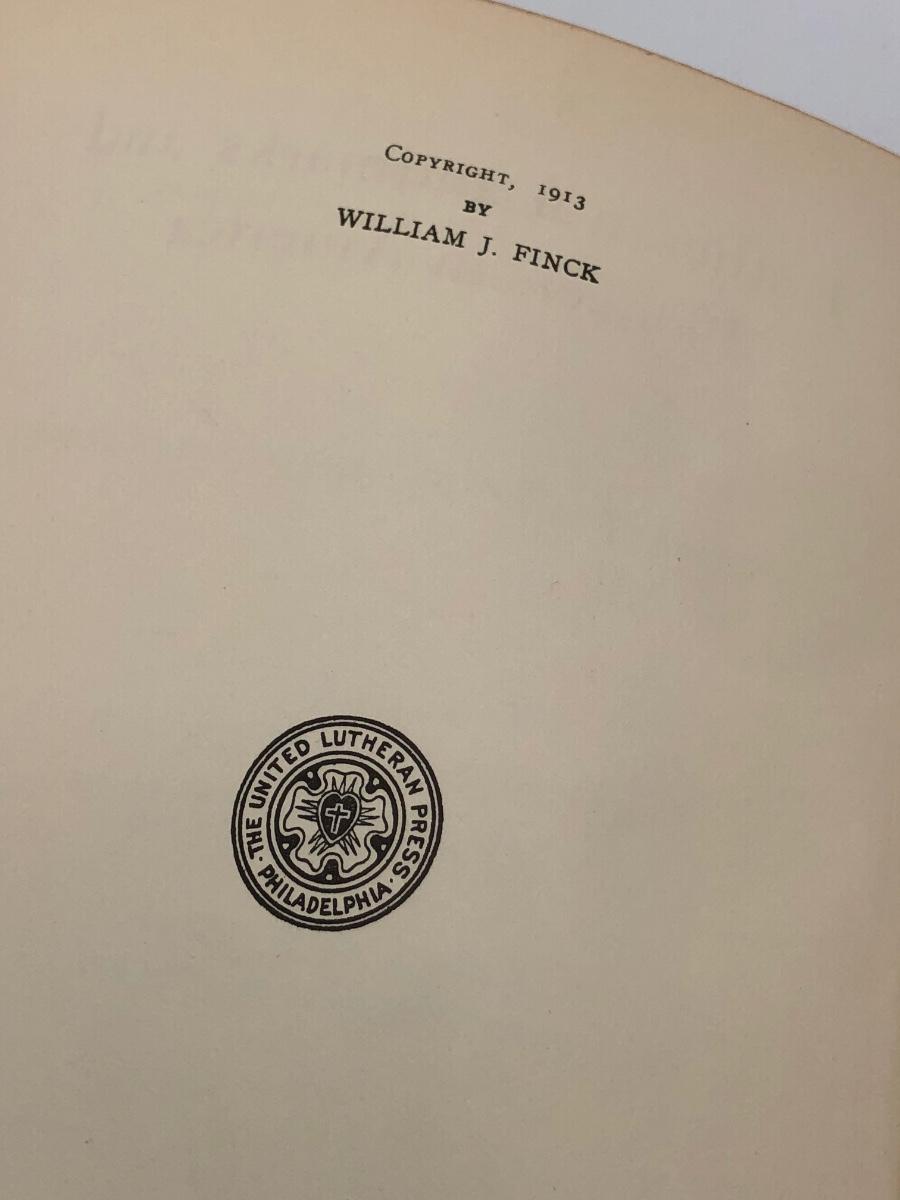 COPYRIGHT, 1913
BY
WILLIAM J. FINCK
THE UNITED LUTHERAN PRESS
· PHILADELPHIA ·